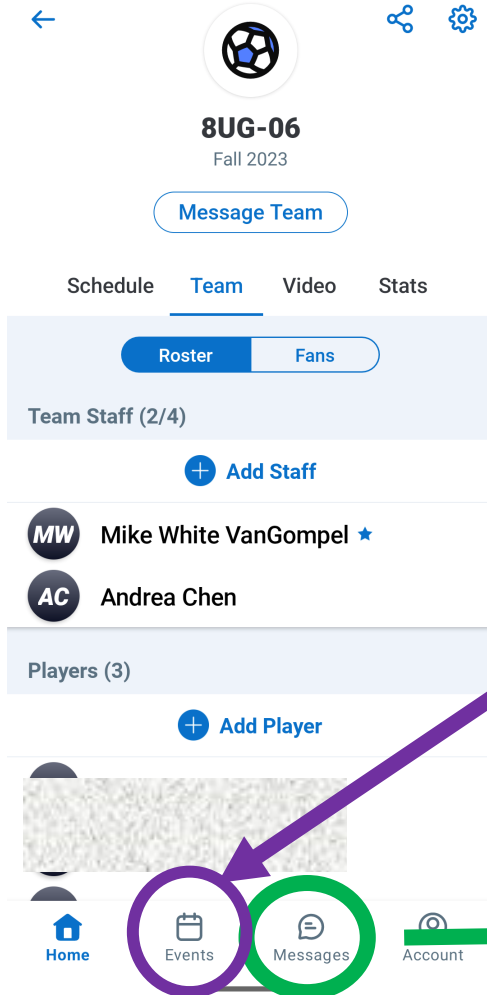 8UG-06
Fall 2023
Message Team
Schedule Team Video Stats
Roster Fans
Team Staff (2/4)
Add Staff
MW Mike White VanGompel
AC Andrea Chen
Players (3)
Add Player
Home Events Messages Account